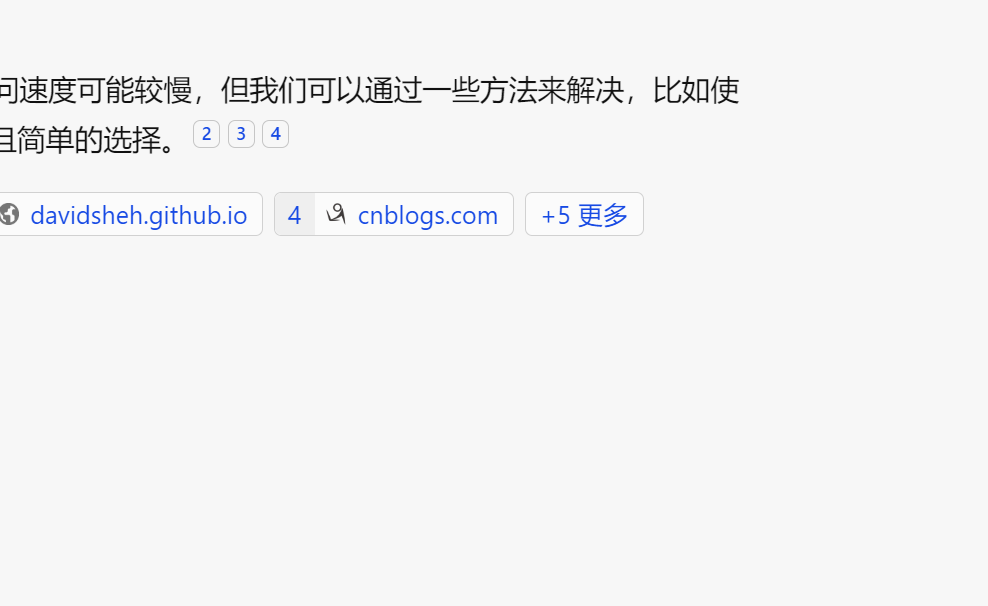 问速度可能较慢，但我们可以通过一些方法来解决，比如使
且简单的选择。 2 3 4
davidsheh.github.io 4 cnblogs.com +5 更多